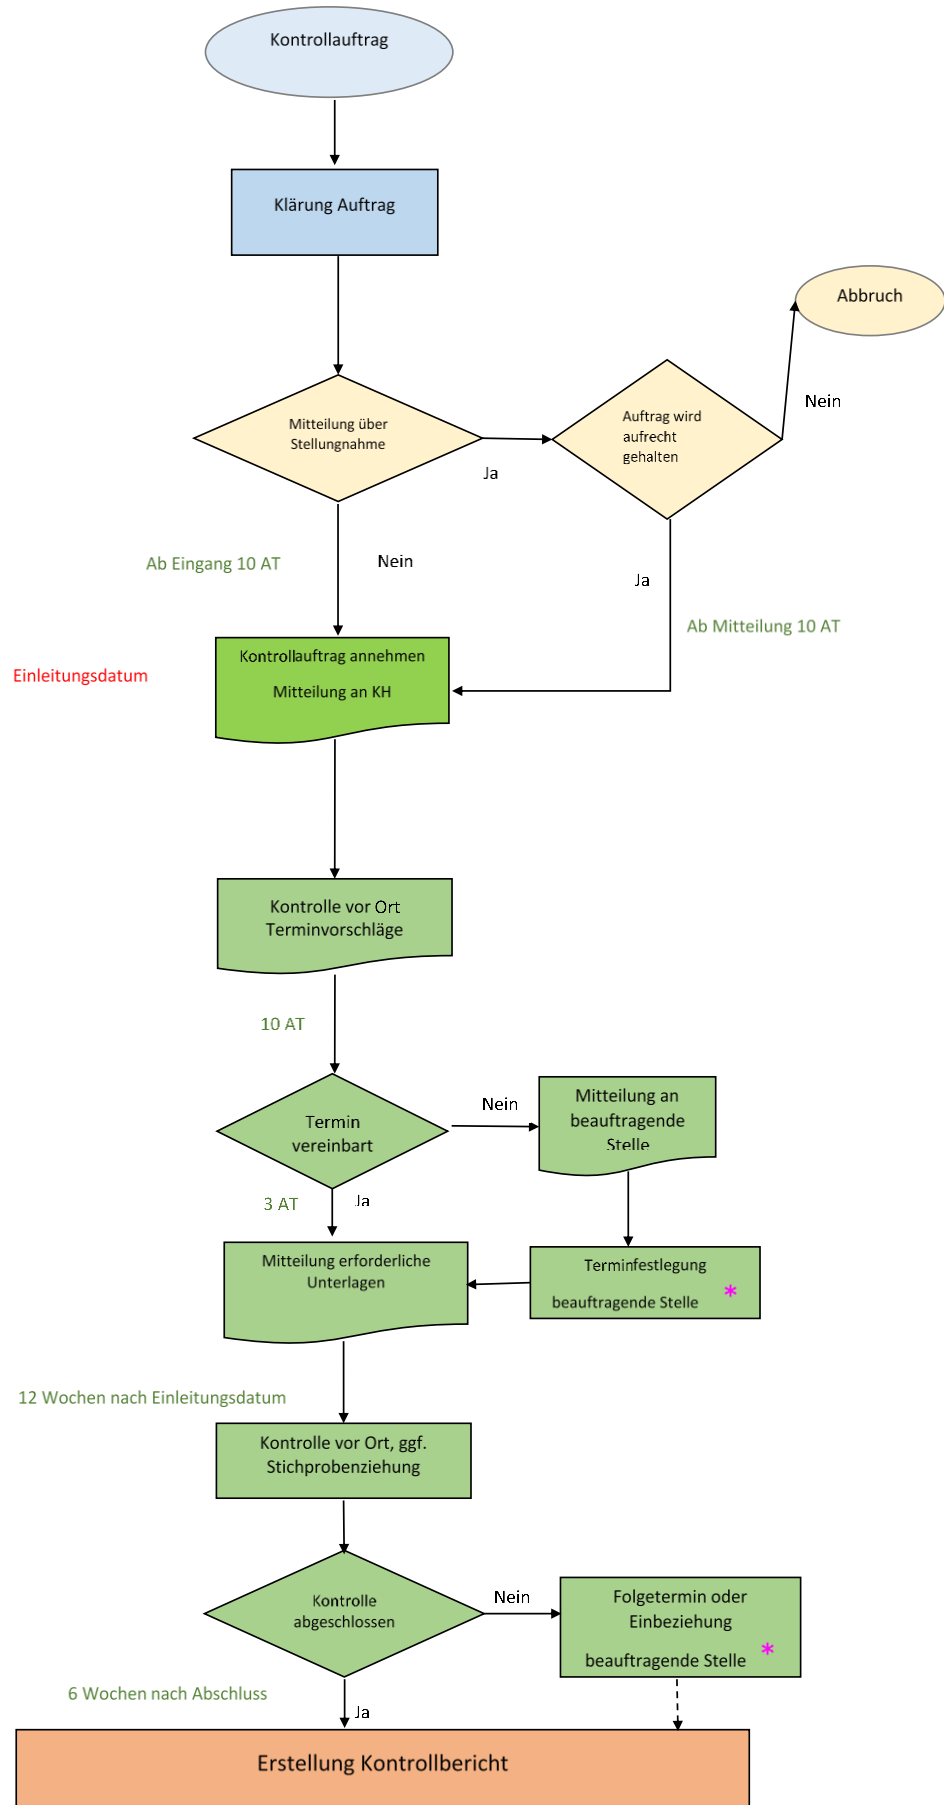 Kontrollauftrag
Klärung Auftrag
Abbruch
Nein
Mitteilung über
Stellungnahme
Ja
Auftrag wird
aufrecht
gehalten
Ab Eingang 10 AT
Nein
Ja
Ab Mitteilung 10 AT
Einleitungsdatum
Kontrollauftrag annehmen
Mitteilung an KH
Kontrolle vor Ort
Terminvorschläge
10 AT
Termin
vereinbart
Nein
Mitteilung an
beauftragende
Stelle
3 AT
Ja
Mitteilung erforderliche
Unterlagen
Terminfestlegung
beauftragende Stelle *
12 Wochen nach Einleitungsdatum
Kontrolle vor Ort, ggf.
Stichprobenziehung
Kontrolle
abgeschlossen
Nein
Folgetermin oder
Einbeziehung
beauftragende Stelle *
6 Wochen nach Abschluss
Ja
Erstellung Kontrollbericht